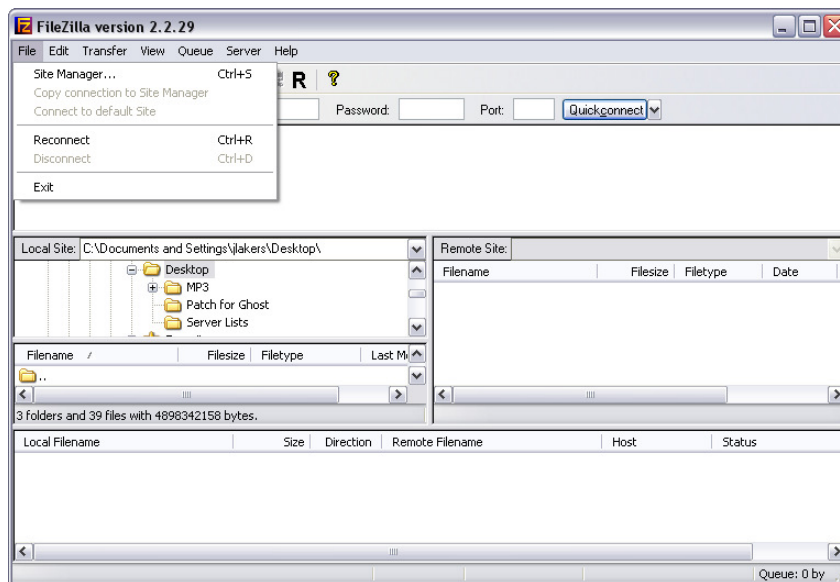 FileZilla version 2.2.29
File Edit Transfer View Queue Server Help
Site Manager... Ctrl+S
Copy connection to Site Manager
Connect to default Site
Reconnect Ctrl+R
Disconnect Ctrl+D
Exit
R ?
Password: Port: Quickconnect
Local Site: C:\Documents and Settings\jlakers\Desktop\
Desktop
MP3
Patch for Ghost
Server Lists
Filename / Filesize Filetype Last M
..
3 folders and 39 files with 4898342158 bytes.
Remote Site:
Filename Filesize Filetype Date
Local Filename Size Direction Remote Filename Host Status
Queue: 0 by